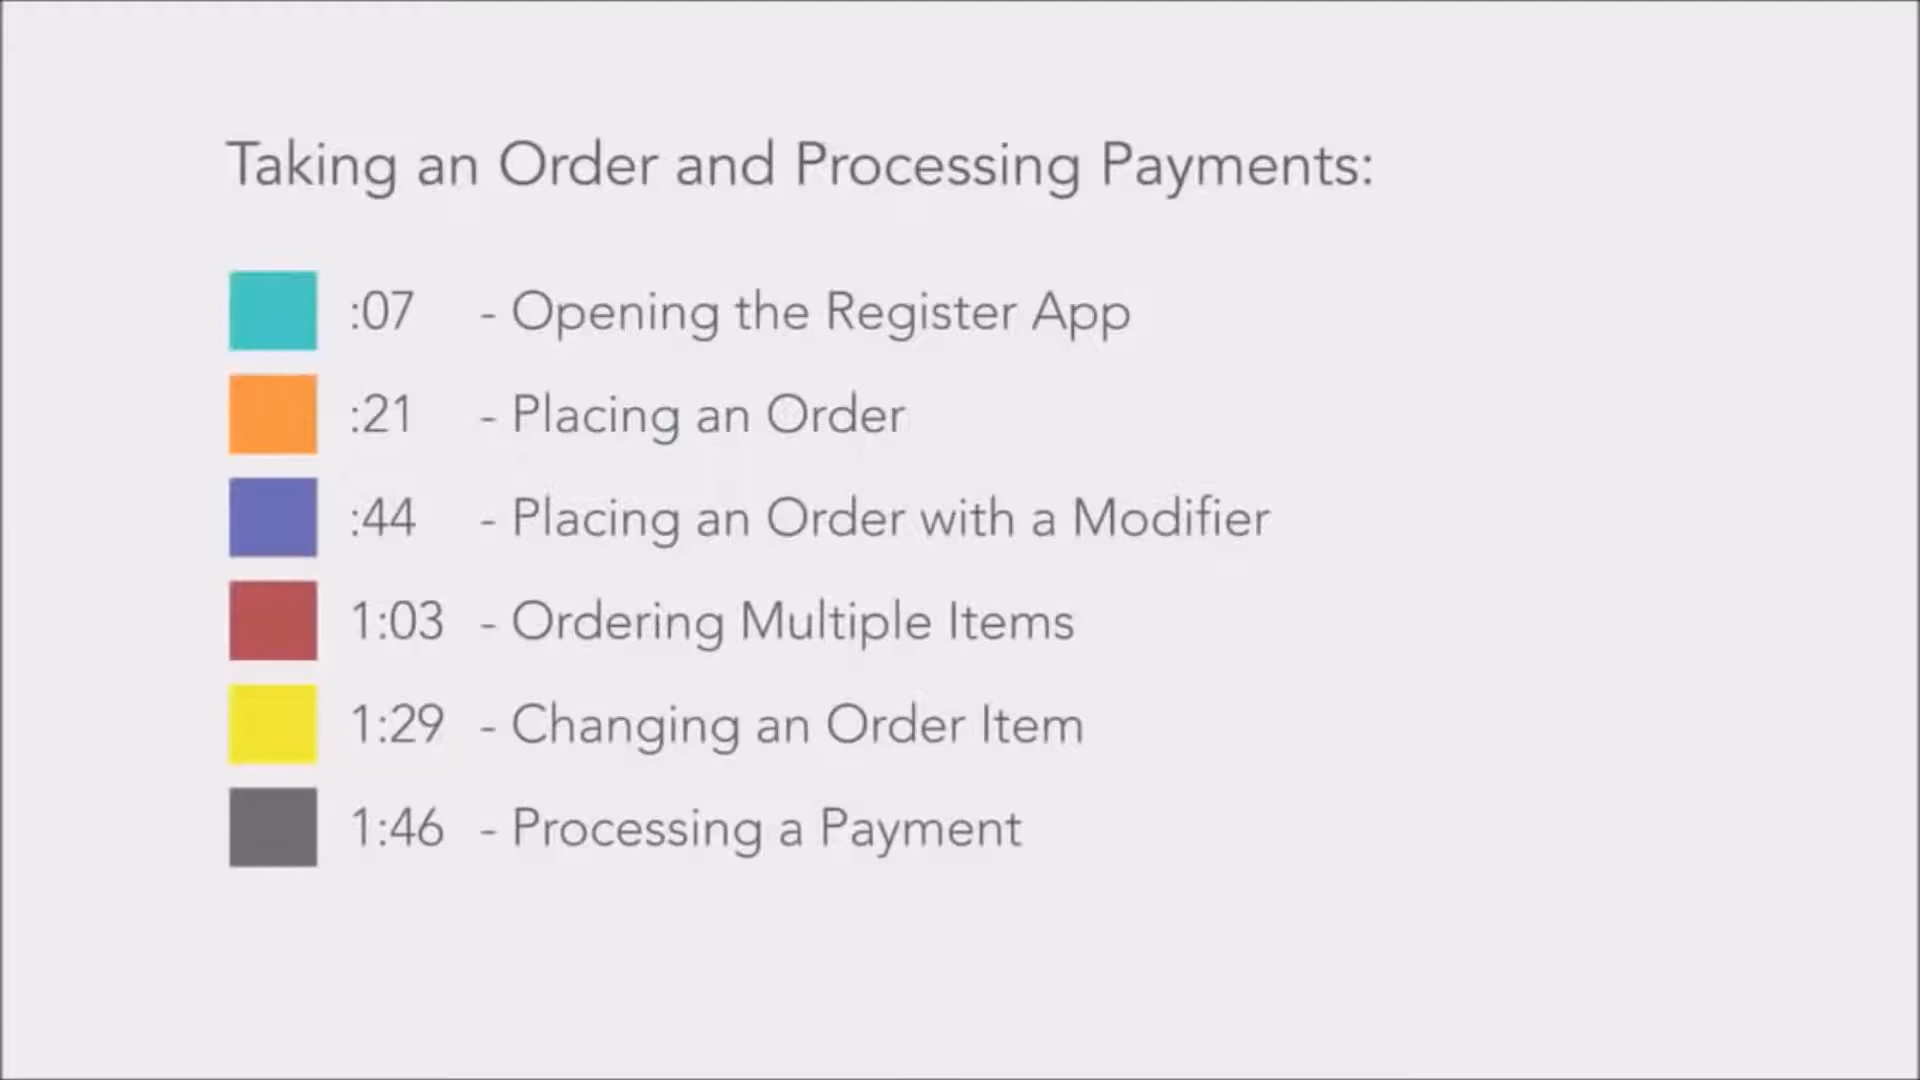 Taking an Order and Processing Payments:
:07 - Opening the Register App
:21 - Placing an Order
:44 - Placing an Order with a Modifier
1:03 - Ordering Multiple Items
1:29 - Changing an Order Item
1:46 - Processing a Payment